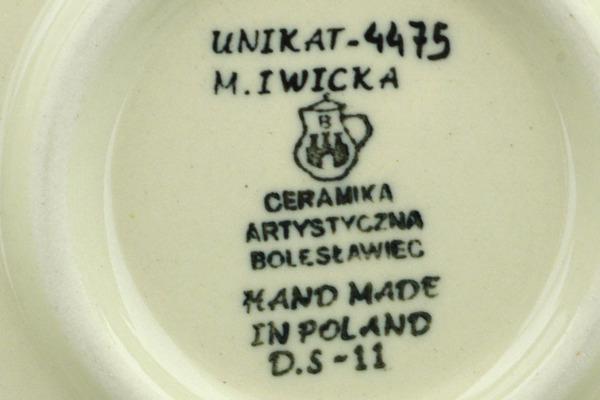 UNIKAT-4475
M.IWICKA
B
CERAMIKA
ARTYSTYCZNA
BOLESŁAWIEC
HAND MADE
IN POLAND
D.S-11